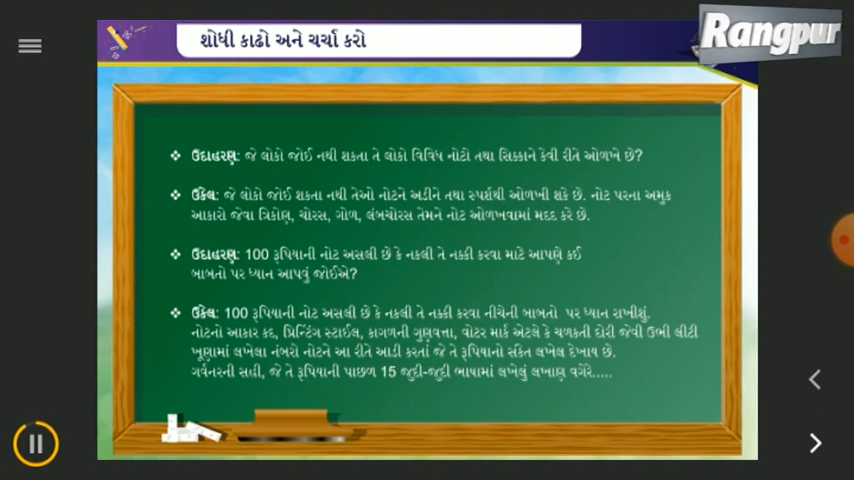 શોધી કાઢો અને ચર્ચા કરો
Rangpur
❖ ઉદાહરણ: જે લોકો જોઈ નથી શકતા તે લોકો વિવિધ નોટો તથા સિક્કાને કેવી રીતે ઓળખે છે?
❖ ઉકેલ: જે લોકો જોઈ શકતા નથી તેઓ નોટને અડીને તથા સ્પર્શથી ઓળખી શકે છે. નોટ પરના અમુક
આકારો જેવા ત્રિકોણ, ચોરસ, ગોળ, લંબચોરસ તેમને નોટ ઓળખવામાં મદદ કરે છે.
❖ ઉદાહરણ: 100 રૂપિયાની નોટ અસલી છે કે નકલી તે નક્કી કરવા માટે આપણે કઈ
બાબતો પર ધ્યાન આપવું જોઈએ?
❖ ઉકેલ: 100 રૂપિયાની નોટ અસલી છે કે નકલી તે નક્કી કરવા નીચેની બાબતો પર ધ્યાન રાખીશું.
નોટનો આકાર કદ, પ્રિન્ટિંગ સ્ટાઈલ, કાગળની ગુણવત્તા, વોટર માર્ક એટલે કે ચળકતી દોરી જેવી ઉભી લીટી
ખૂણામાં લખેલા નંબરો નોટને આ રીતે આડી કરતાં જે તે રૂપિયાનો સંકેત લખેલ દેખાય છે.
ગર્વનરની સહી, જે તે રૂપિયાની પાછળ 15 જુદી-જુદી ભાષામાં લખેલું લખાણ વગેરે.....